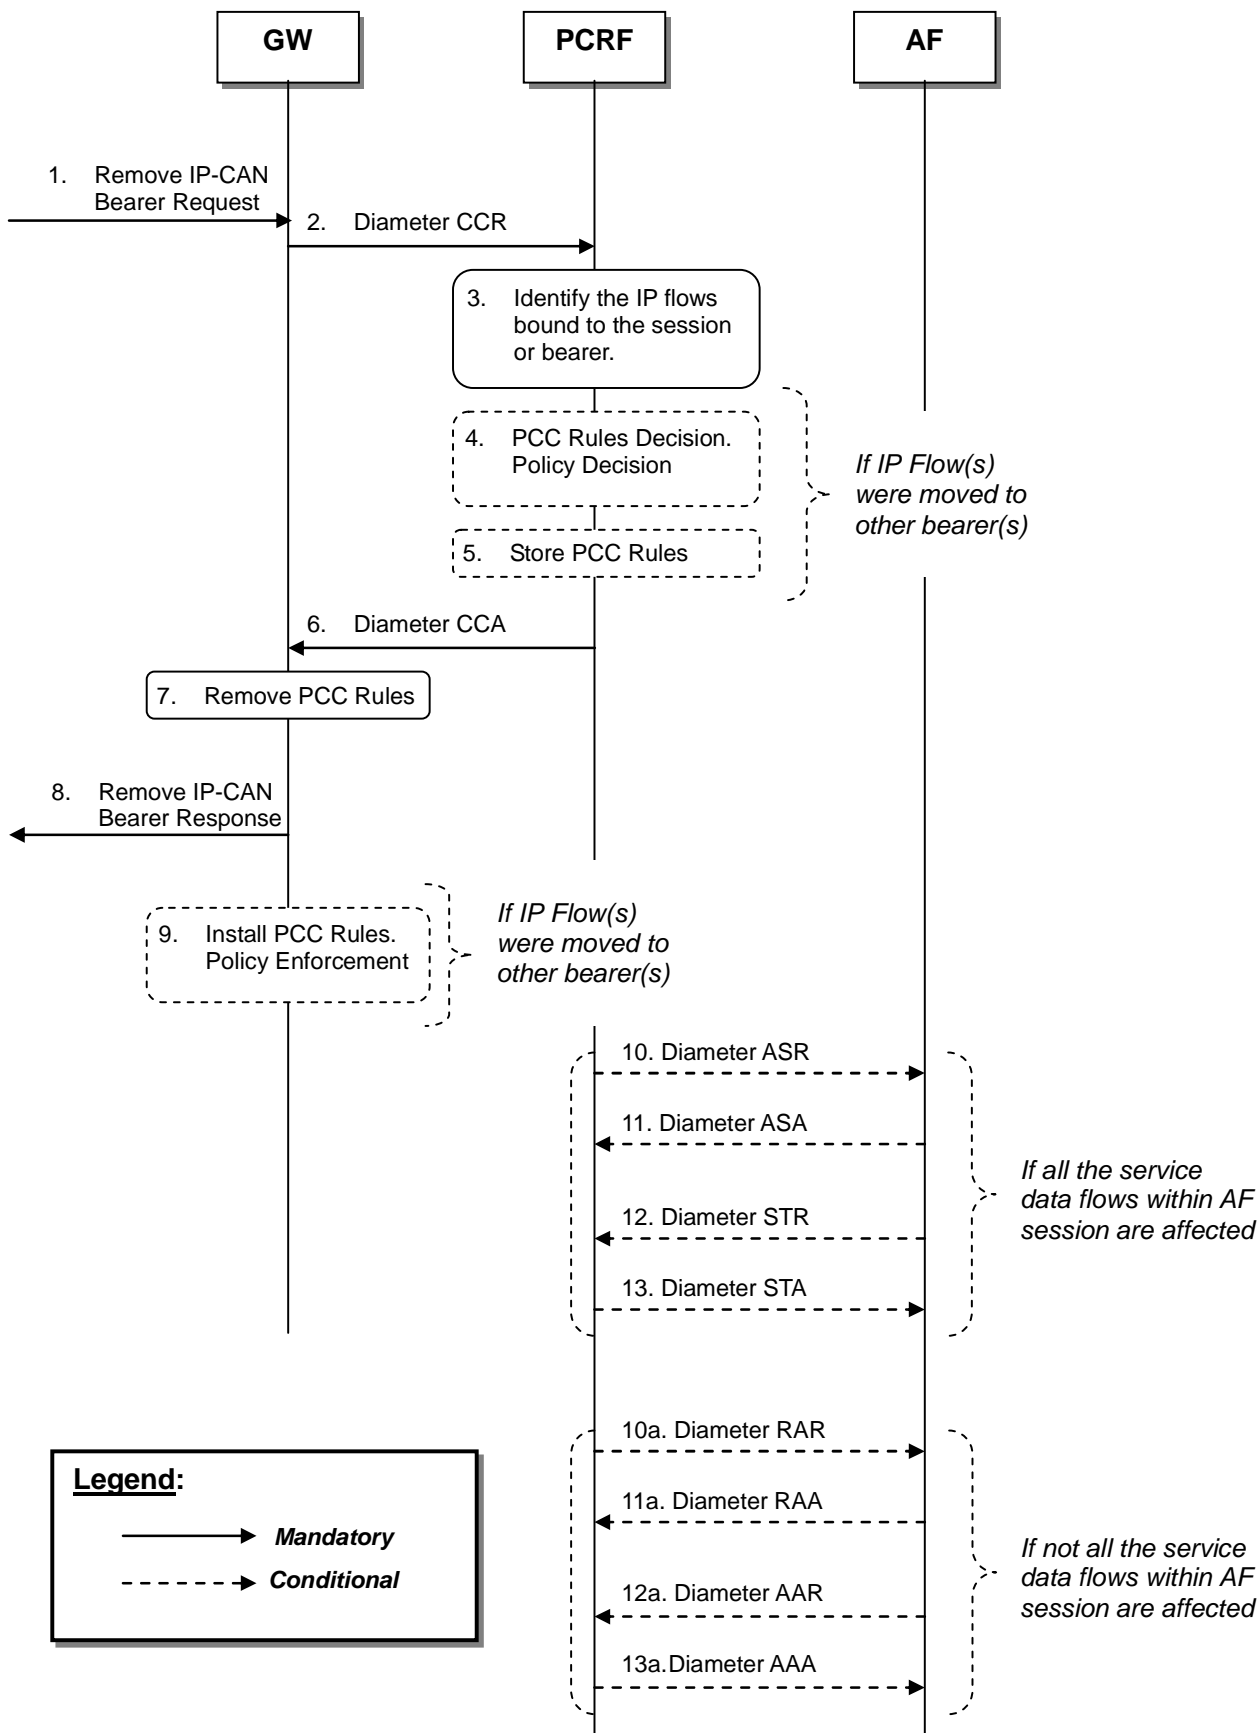 GW
PCRF
AF
1. Remove IP-CAN
Bearer Request
2. Diameter CCR
3. Identify the IP flows
bound to the session
or bearer.
4. PCC Rules Decision.
Policy Decision
If IP Flow(s)
were moved to
other bearer(s)
5. Store PCC Rules
6. Diameter CCA
7. Remove PCC Rules
8. Remove IP-CAN
Bearer Response
9. Install PCC Rules.
Policy Enforcement
If IP Flow(s)
were moved to
other bearer(s)
10. Diameter ASR
11. Diameter ASA
12. Diameter STR
13. Diameter STA
If all the service
data flows within AF
session are affected
10a. Diameter RAR
11a. Diameter RAA
12a. Diameter AAR
13a.Diameter AAA
If not all the service
data flows within AF
session are affected
Legend:
Mandatory
Conditional